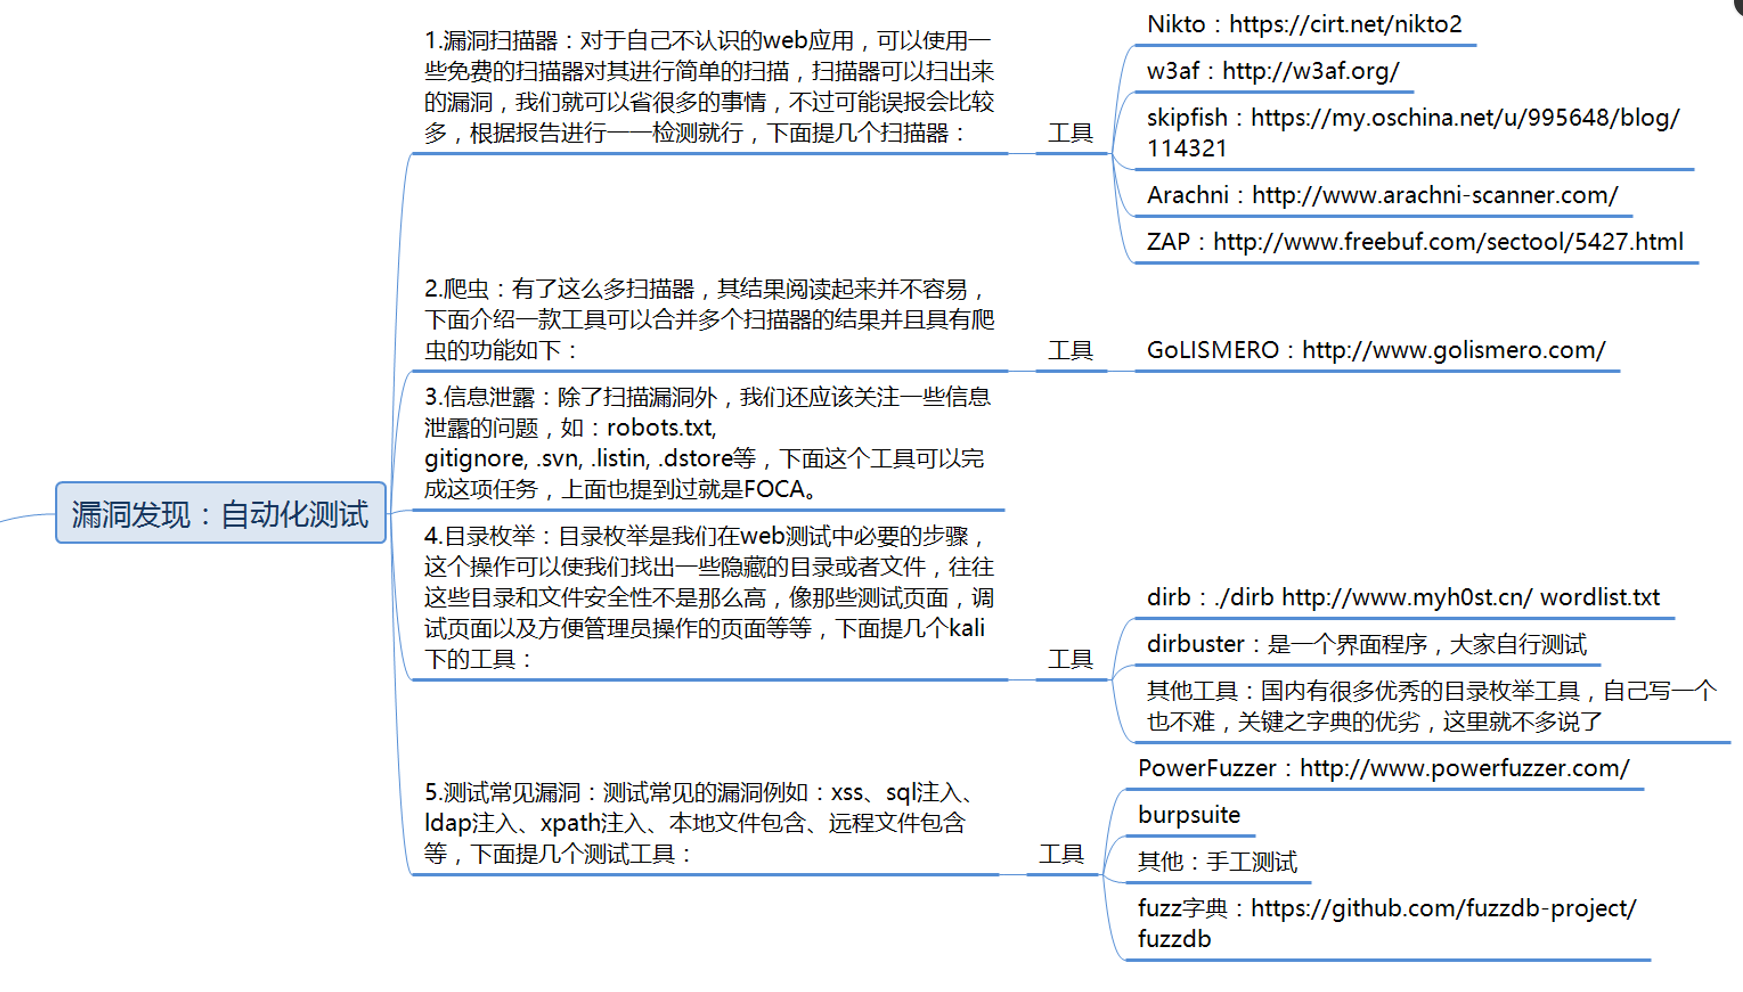 漏洞发现：自动化测试
1.漏洞扫描器：对于自己不认识的web应用，可以使用一
些免费的扫描器对其进行简单的扫描，扫描器可以扫出来
的漏洞，我们就可以省很多的事情，不过可能误报会比较
多，根据报告进行一一检测就行，下面提几个扫描器：
工具
Nikto：https://cirt.net/nikto2
w3af：http://w3af.org/
skipfish：https://my.oschina.net/u/995648/blog/
114321
Arachni：http://www.arachni-scanner.com/
ZAP：http://www.freebuf.com/sectool/5427.html
2.爬虫：有了这么多扫描器，其结果阅读起来并不容易，
下面介绍一款工具可以合并多个扫描器的结果并且具有爬
虫的功能如下：
工具
GoLISMERO：http://www.golismero.com/
3.信息泄露：除了扫描漏洞外，我们还应该关注一些信息
泄露的问题，如：robots.txt,
gitignore, .svn, .listin, .dstore等，下面这个工具可以完
成这项任务，上面也提到过就是FOCA。
4.目录枚举：目录枚举是我们在web测试中必要的步骤，
这个操作可以使我们找出一些隐藏的目录或者文件，往往
这些目录和文件安全性不是那么高，像那些测试页面，调
试页面以及方便管理员操作的页面等等，下面提几个kali
下的工具：
工具
dirb：./dirb http://www.myh0st.cn/ wordlist.txt
dirbuster：是一个界面程序，大家自行测试
其他工具：国内有很多优秀的目录枚举工具，自己写一个
也不难，关键之字典的优劣，这里就不多说了
5.测试常见漏洞：测试常见的漏洞例如：xss、sql注入、
ldap注入、xpath注入、本地文件包含、远程文件包含
等，下面提几个测试工具：
工具
PowerFuzzer：http://www.powerfuzzer.com/
burpsuite
其他：手工测试
fuzz字典：https://github.com/fuzzdb-project/
fuzzdb